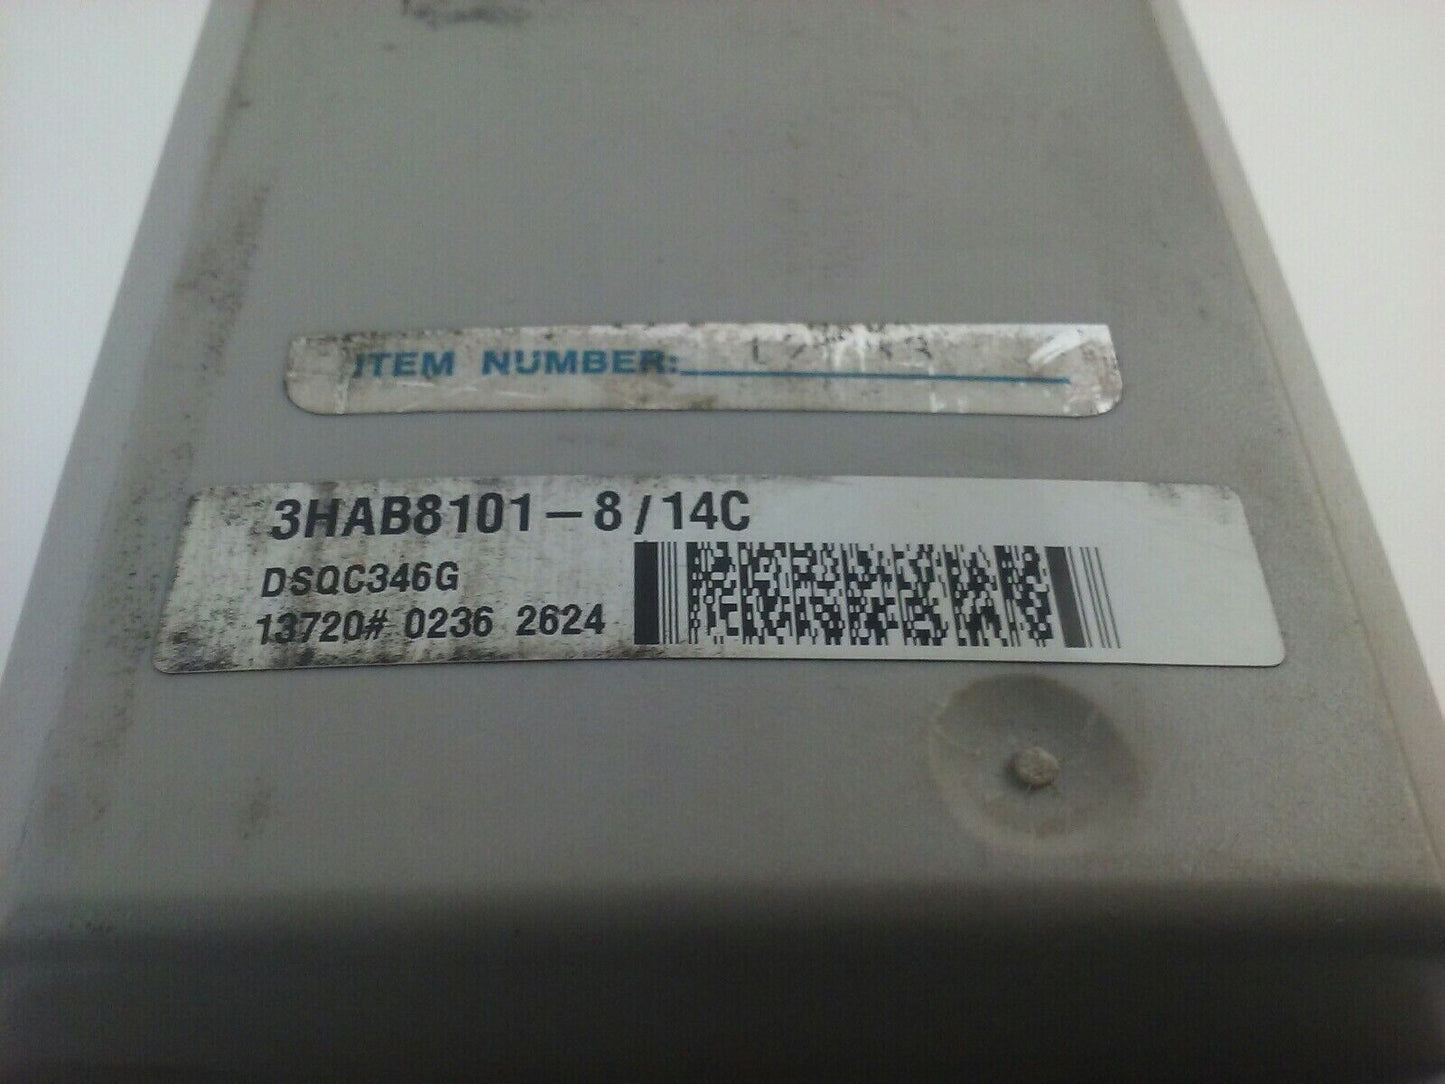 ITEM NUMBER:
3HAB8101-8/14C
DSQC346G
13720# 0236 2624